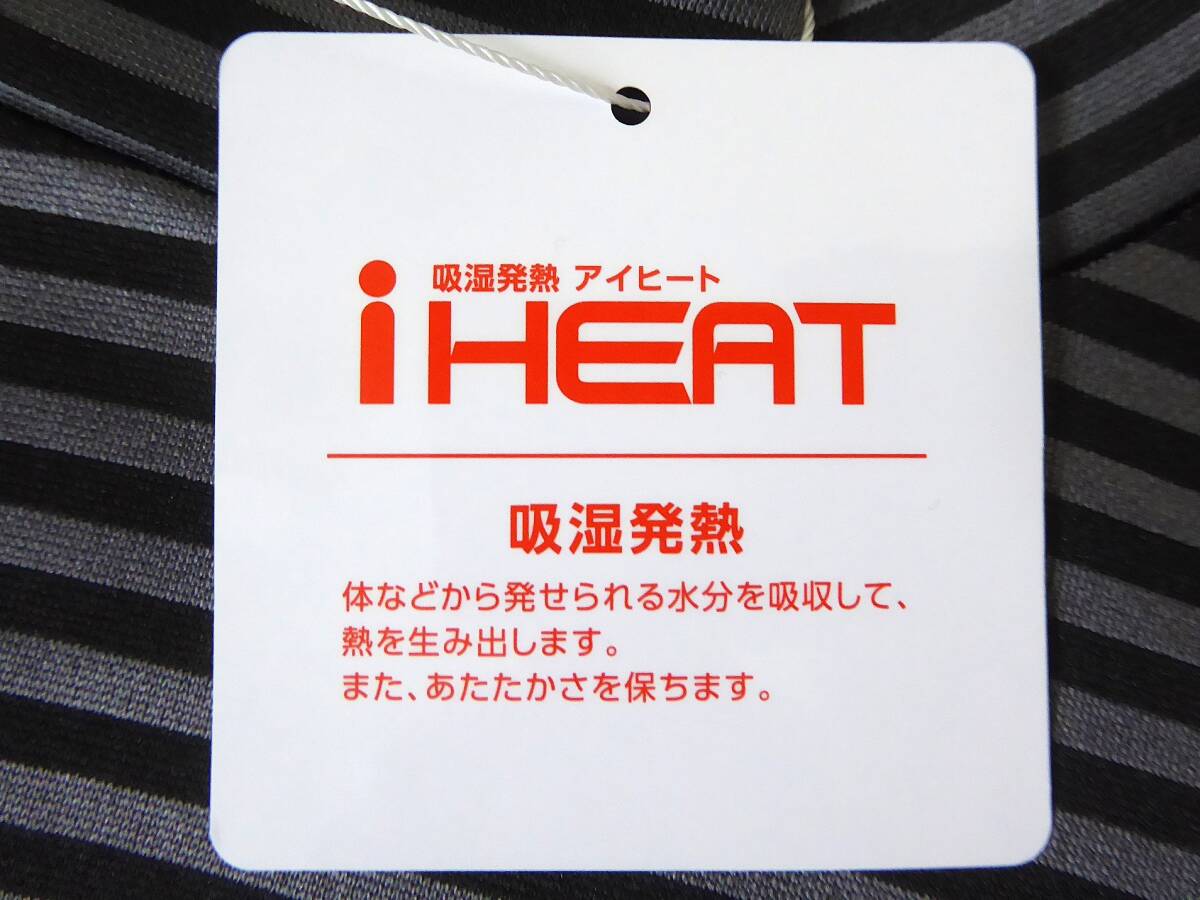 吸湿発熱 アイヒート
i HEAT
吸湿発熱
体などから発せられる水分を吸収して、
熱を生み出します。
また、あたたかさを保ちます。